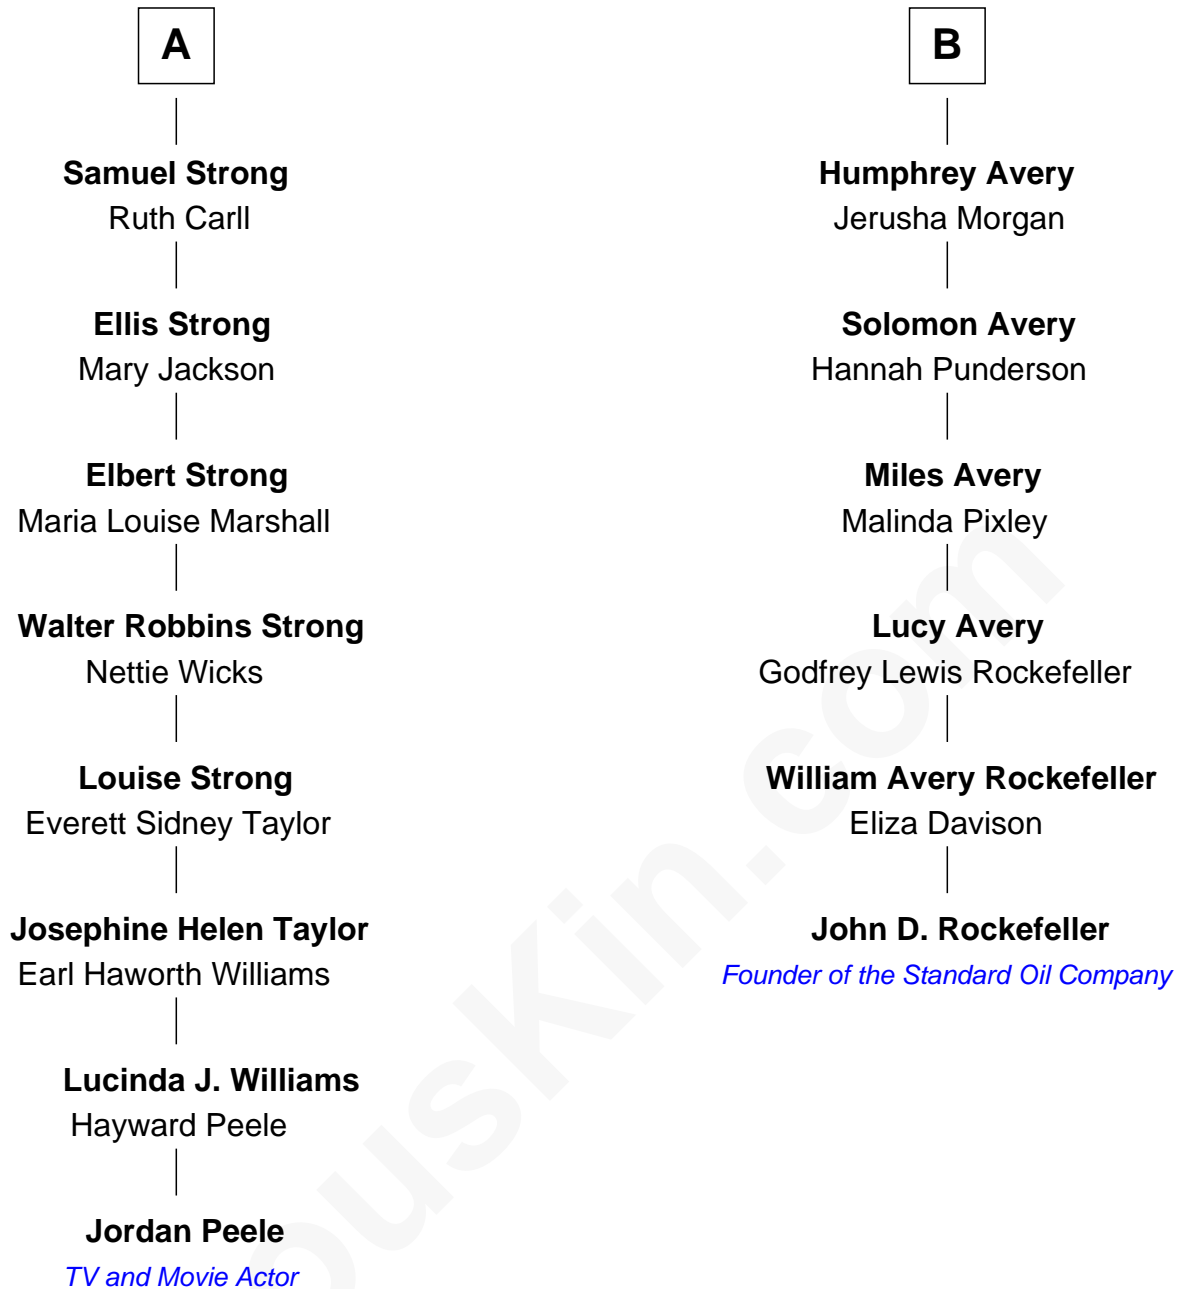 A
Samuel Strong
Ruth Carll
Ellis Strong
Mary Jackson
Elbert Strong
Maria Louise Marshall
Walter Robbins Strong
Nettie Wicks
Louise Strong
Everett Sidney Taylor
Josephine Helen Taylor
Earl Haworth Williams
Lucinda J. Williams
Hayward Peele
Jordan Peele
TV and Movie Actor
B
Humphrey Avery
Jerusha Morgan
Solomon Avery
Hannah Punderson
Miles Avery
Malinda Pixley
Lucy Avery
Godfrey Lewis Rockefeller
William Avery Rockefeller
Eliza Davison
John D. Rockefeller
Founder of the Standard Oil Company
ousKin.com